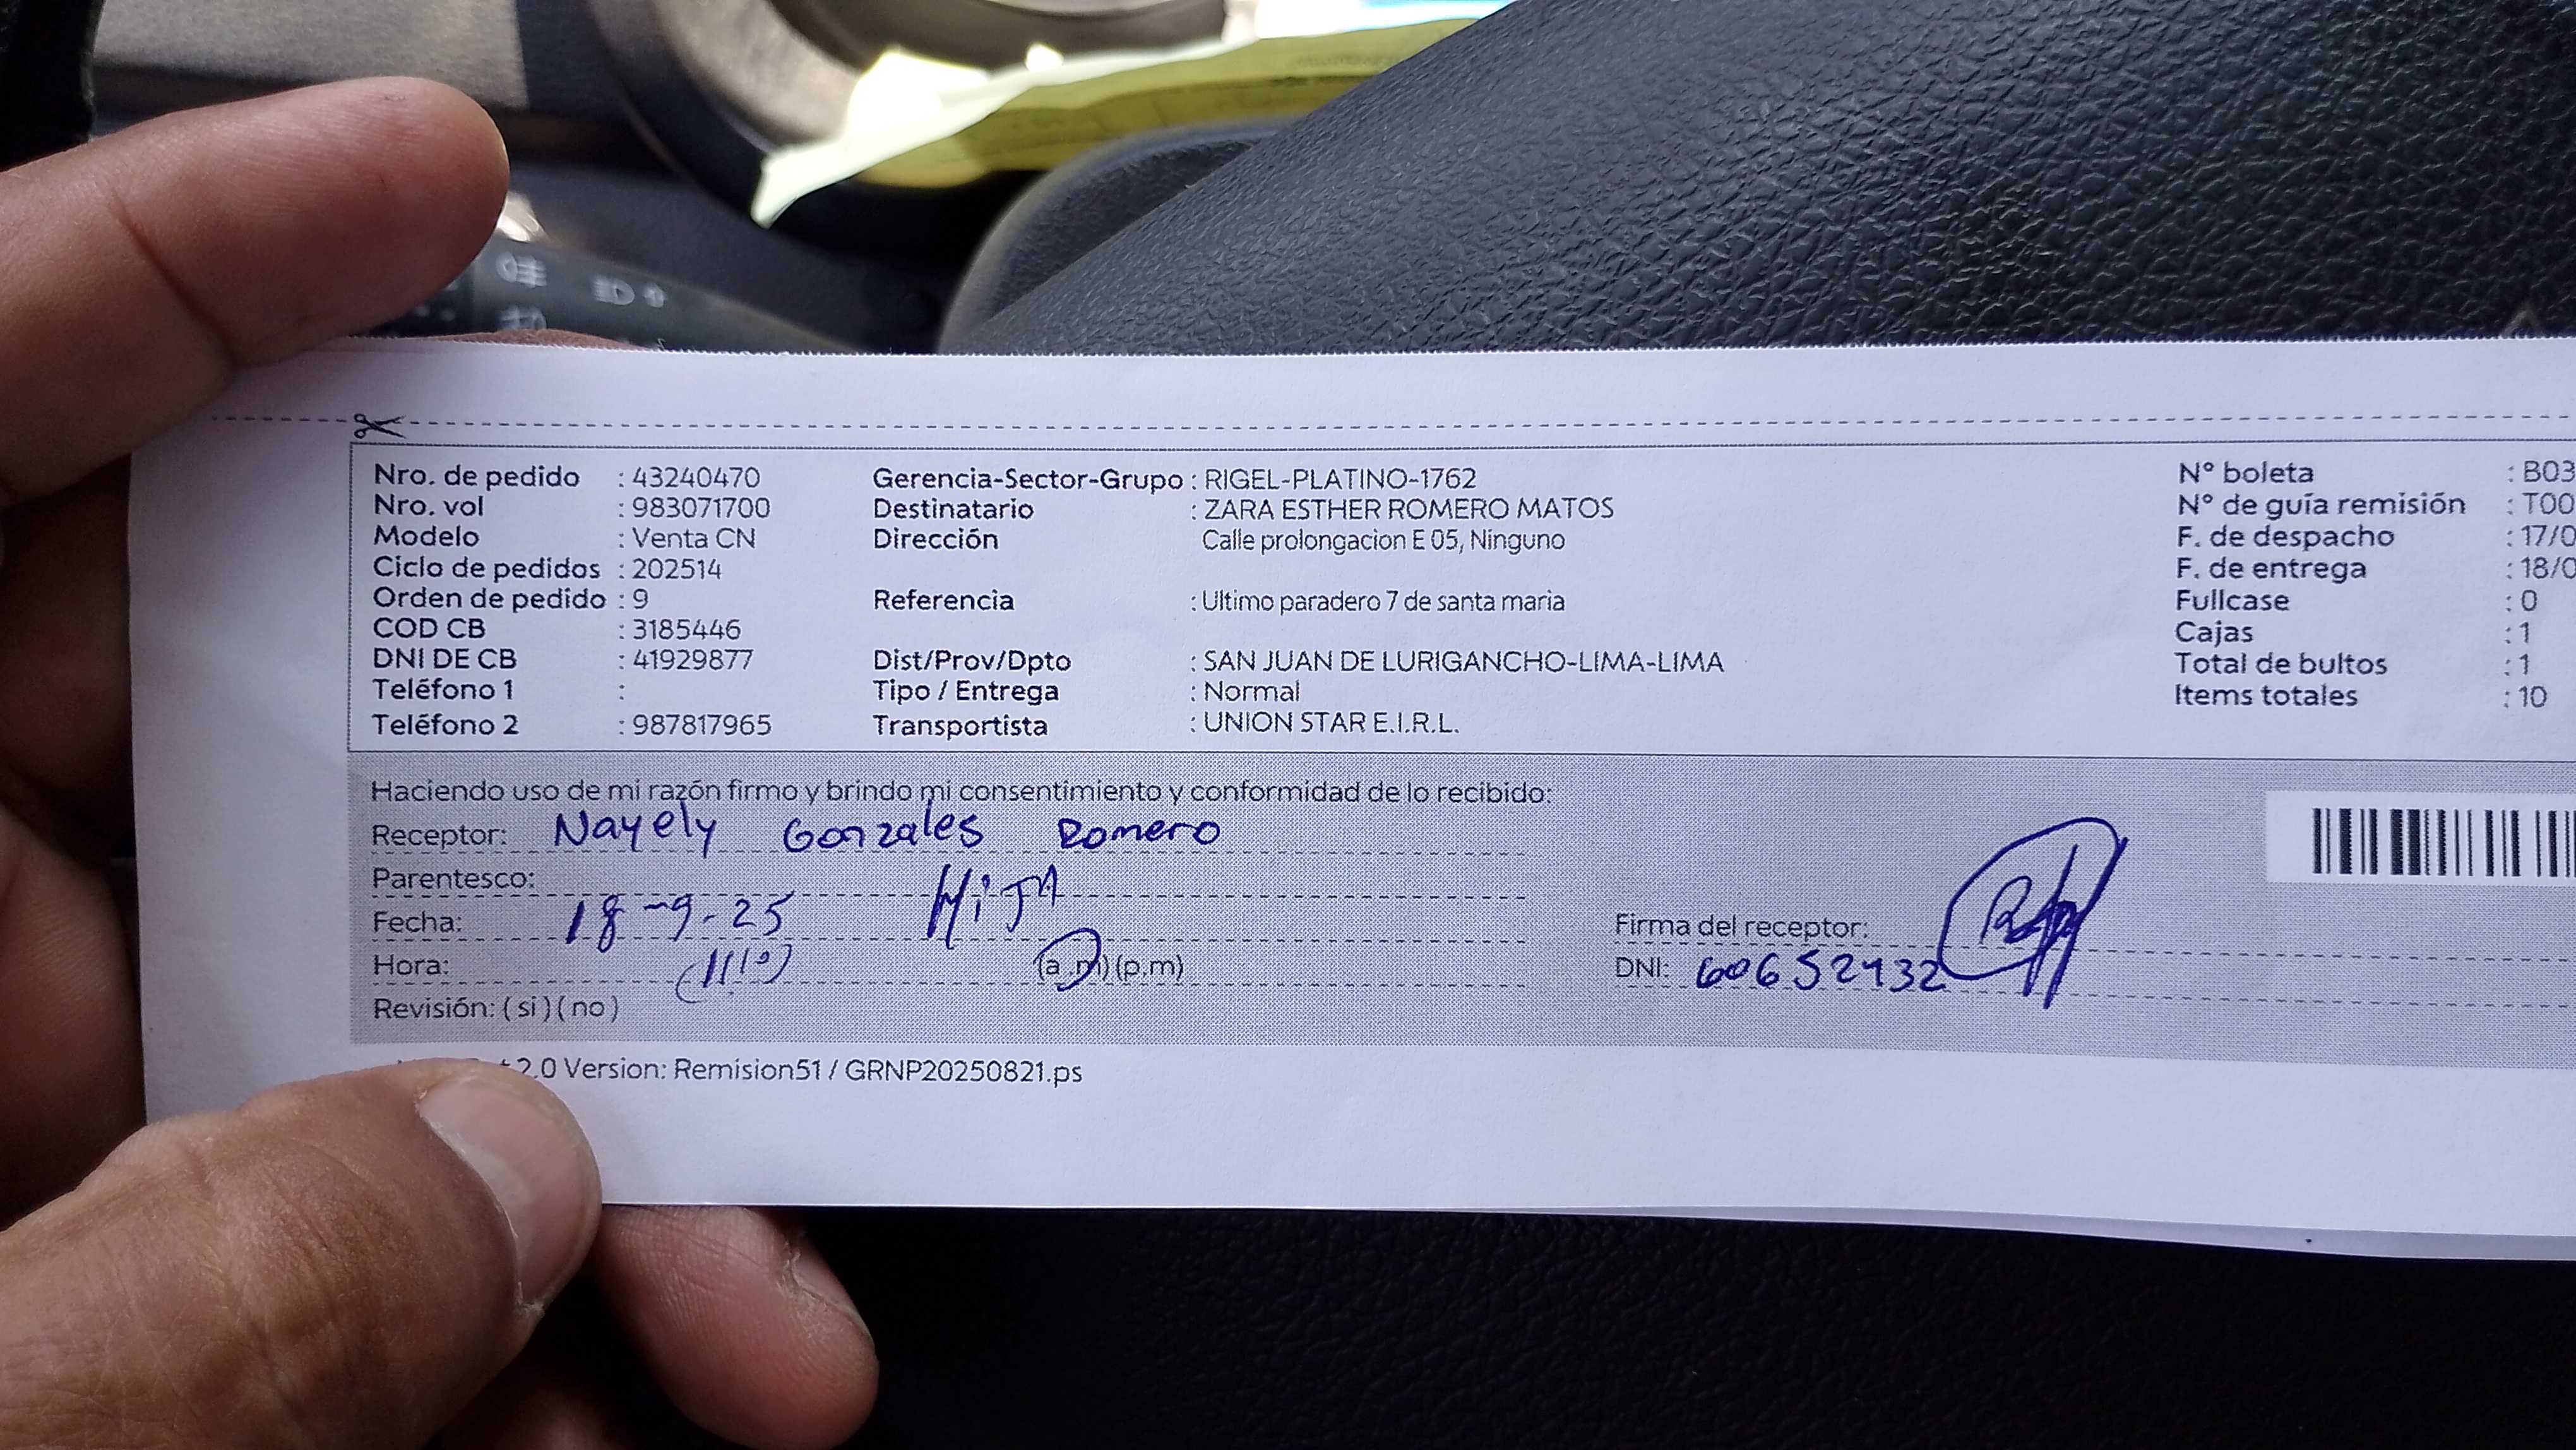 Nro. de pedido : 43240470 Gerencia-Sector-Grupo : RIGEL-PLATINO-1762 N° boleta : B03
Nro. vol : 983071700 Destinatario : ZARA ESTHER ROMERO MATOS N° de guía remisión : T00
Modelo : Venta CN Dirección Calle prolongacion E 05, Ninguno F. de despacho : 17/0
Ciclo de pedidos : 202514 F. de entrega : 18/0
Orden de pedido : 9 Referencia : Ultimo paradero 7 de santa maria Fullcase : 0
COD CB : 3185446 Cajas : 1
DNI DE CB : 41929877 Dist/Prov/Dpto : SAN JUAN DE LURIGANCHO-LIMA-LIMA Total de bultos : 1
Teléfono 1 : Tipo / Entrega : Normal Items totales : 10
Teléfono 2 : 987817965 Transportista : UNION STAR E.I.R.L.
Haciendo uso de mi razón firmo y brindo mi consentimiento y conformidad de lo recibido:
Receptor: Nayely Gonzales Romero
Parentesco: HiJA
Fecha: 18-9-25 Firma del receptor:
Hora: (a.m)(p.m) DNI: 60652432
Revisión: (si)(no)
2.0 Version: Remision51 / GRNP20250821.ps